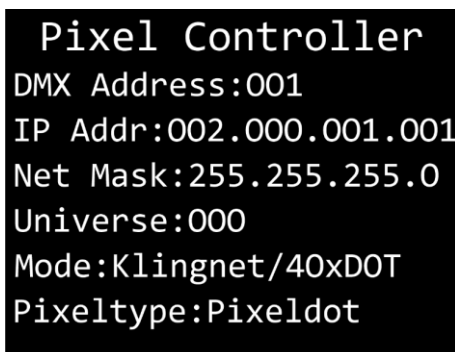 Pixel Controller
DMX Address:001
IP Addr:002.000.001.001
Net Mask:255.255.255.0
Universe:000
Mode:Klingnet/40xDOT
Pixeltype:Pixeldot